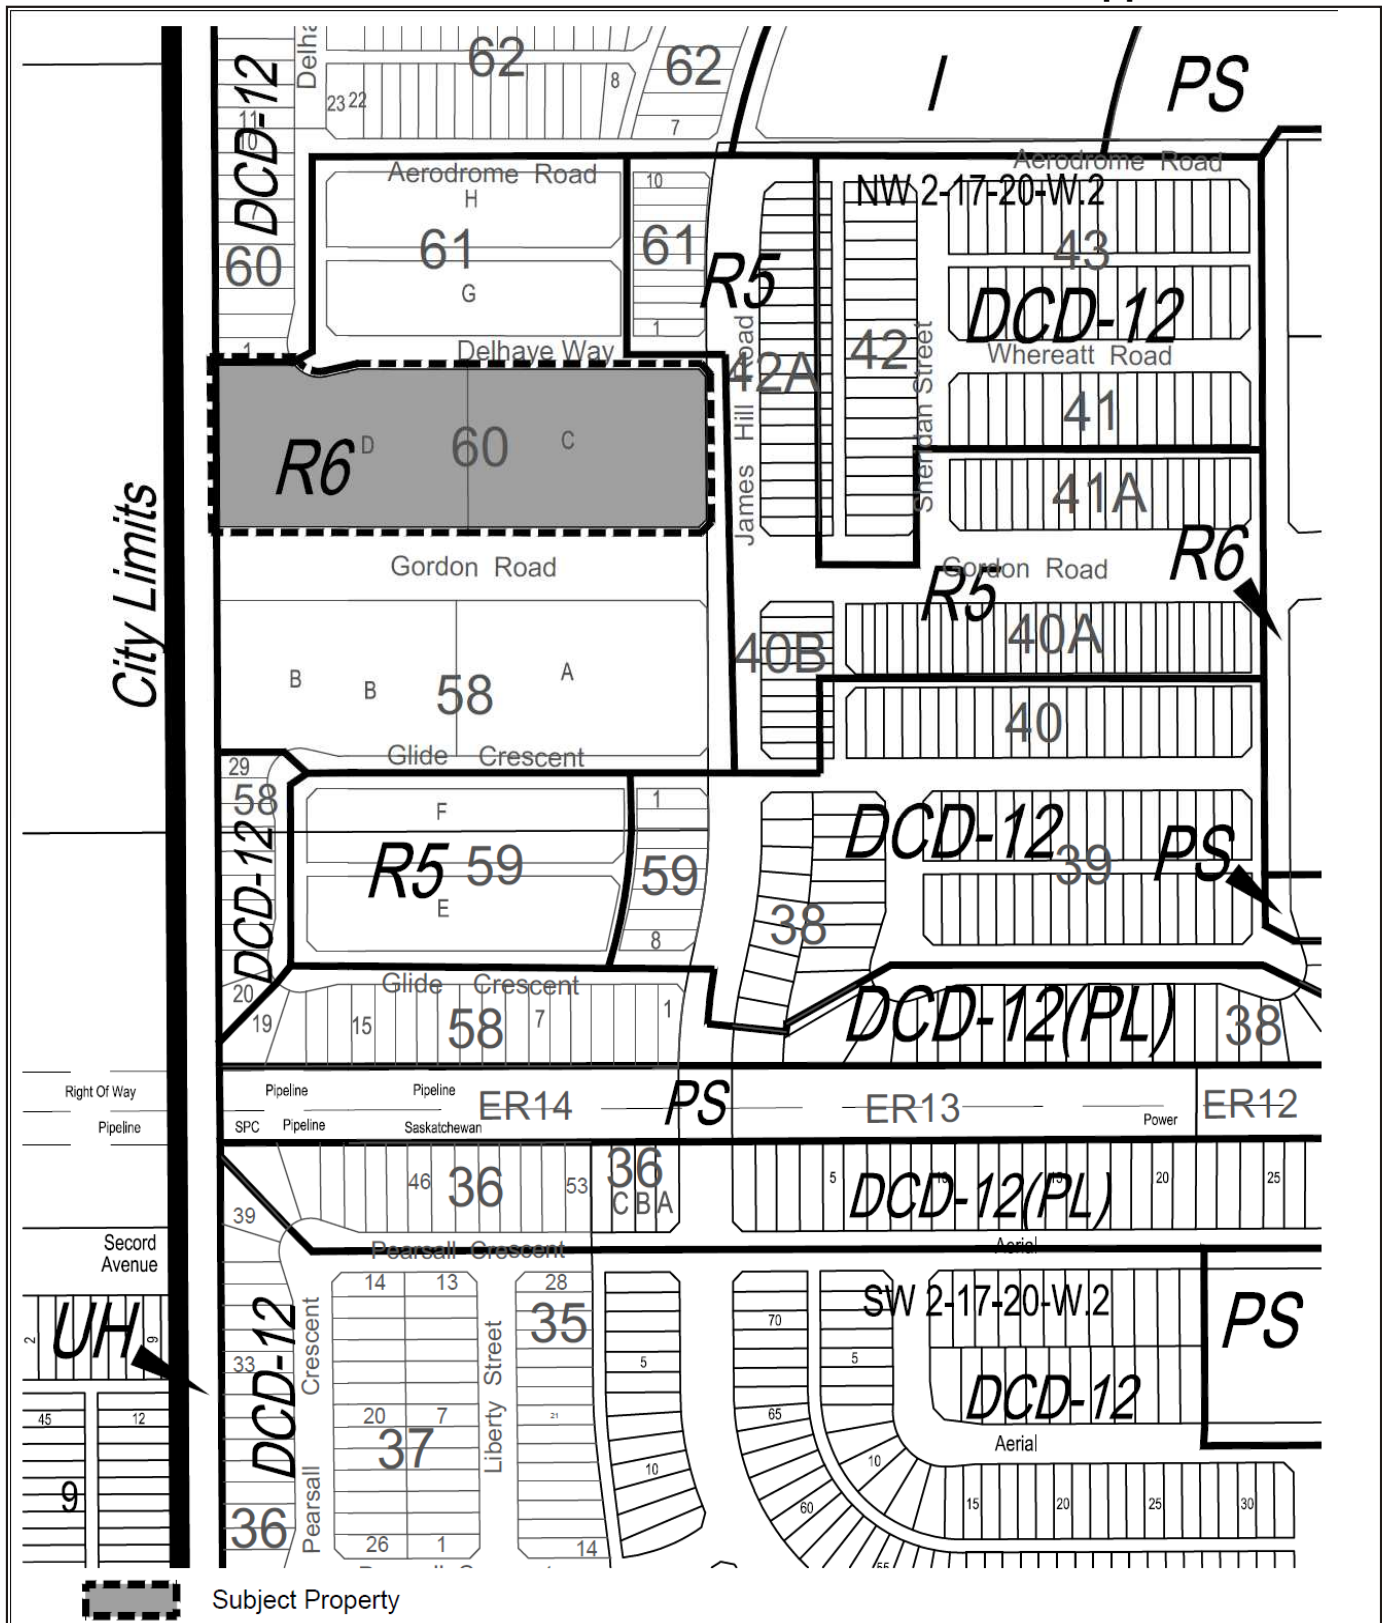 62
62
Delha
8
7
23 22
I
PS
DCD-12
11
10
7
60
1
Aerodrome Road
Aerodrome Road
H
61
G
10
61
1
R5
NW 2-17-20-W.2
43
DCD-12
Whereatt Road
Delhaye Way
42A
42
James Hill Road
Sheridan Street
41
41A
R6
D
60
C
City Limits
Gordon Road
Gordon Road
R6
R5
40B
40A
B
B
58
A
40
Glide Crescent
29
58
DCD-12
20
F
R5
59
E
1
59
8
38
DCD-12
39
PS
Glide Crescent
19
15
58
7
1
DCD-12(PL)
38
Right Of Way
Pipeline
Pipeline
Pipeline
ER14
PS
ER13
ER12
SPC
Pipeline
Saskatchewan
Power
46
36
53
36
C B A
5
DCD-12(PL)
10
15
20
25
39
Pearsall Crescent
Aerial
Secord
Avenue
UH
2
9
45
12
9
DCD-12
33
36
Pearsall Crescent
14
13
20
7
37
26
1
Liberty Street
28
35
21
14
5
10
70
65
60
55
5
10
SW 2-17-20-W.2
DCD-12
PS
Aerial
15
20
25
30
Subject Property